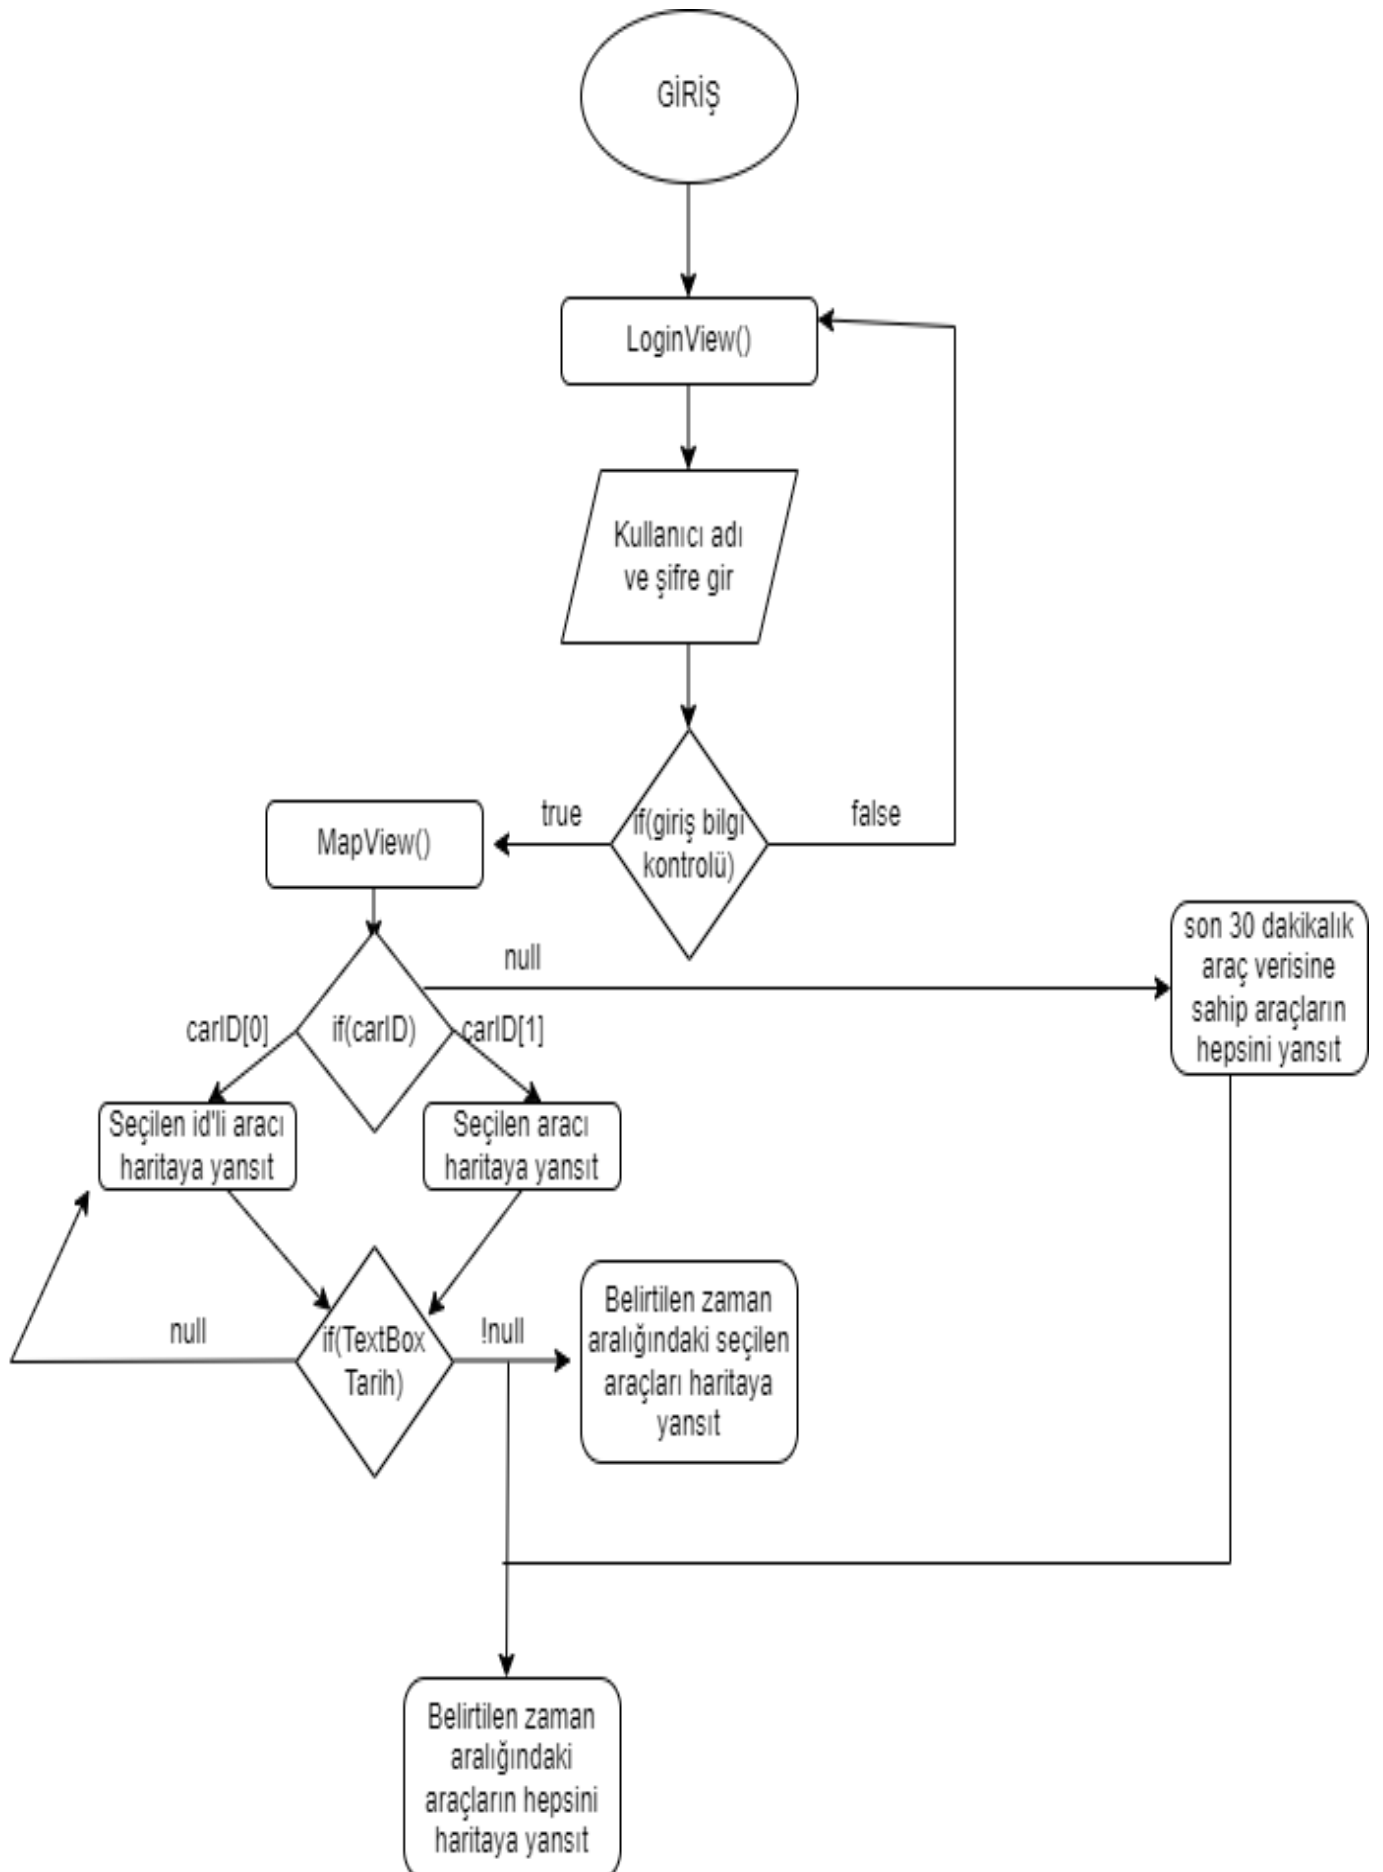 GİRİŞ
LoginView()
Kullanıcı adı
ve şifre gir
if(giriş bilgi
kontrolü)
true
false
MapView()
null
son 30 dakikalık
araç verisine
sahip araçların
hepsini yansıt
if(carID)
carID[0]
carID[1]
Seçilen id'li aracı
haritaya yansıt
Seçilen aracı
haritaya yansıt
if(TextBox
Tarih)
null
!null
Belirtilen zaman
aralığındaki seçilen
araçları haritaya
yansıt
Belirtilen zaman
aralığındaki
araçların hepsini
haritaya yansıt